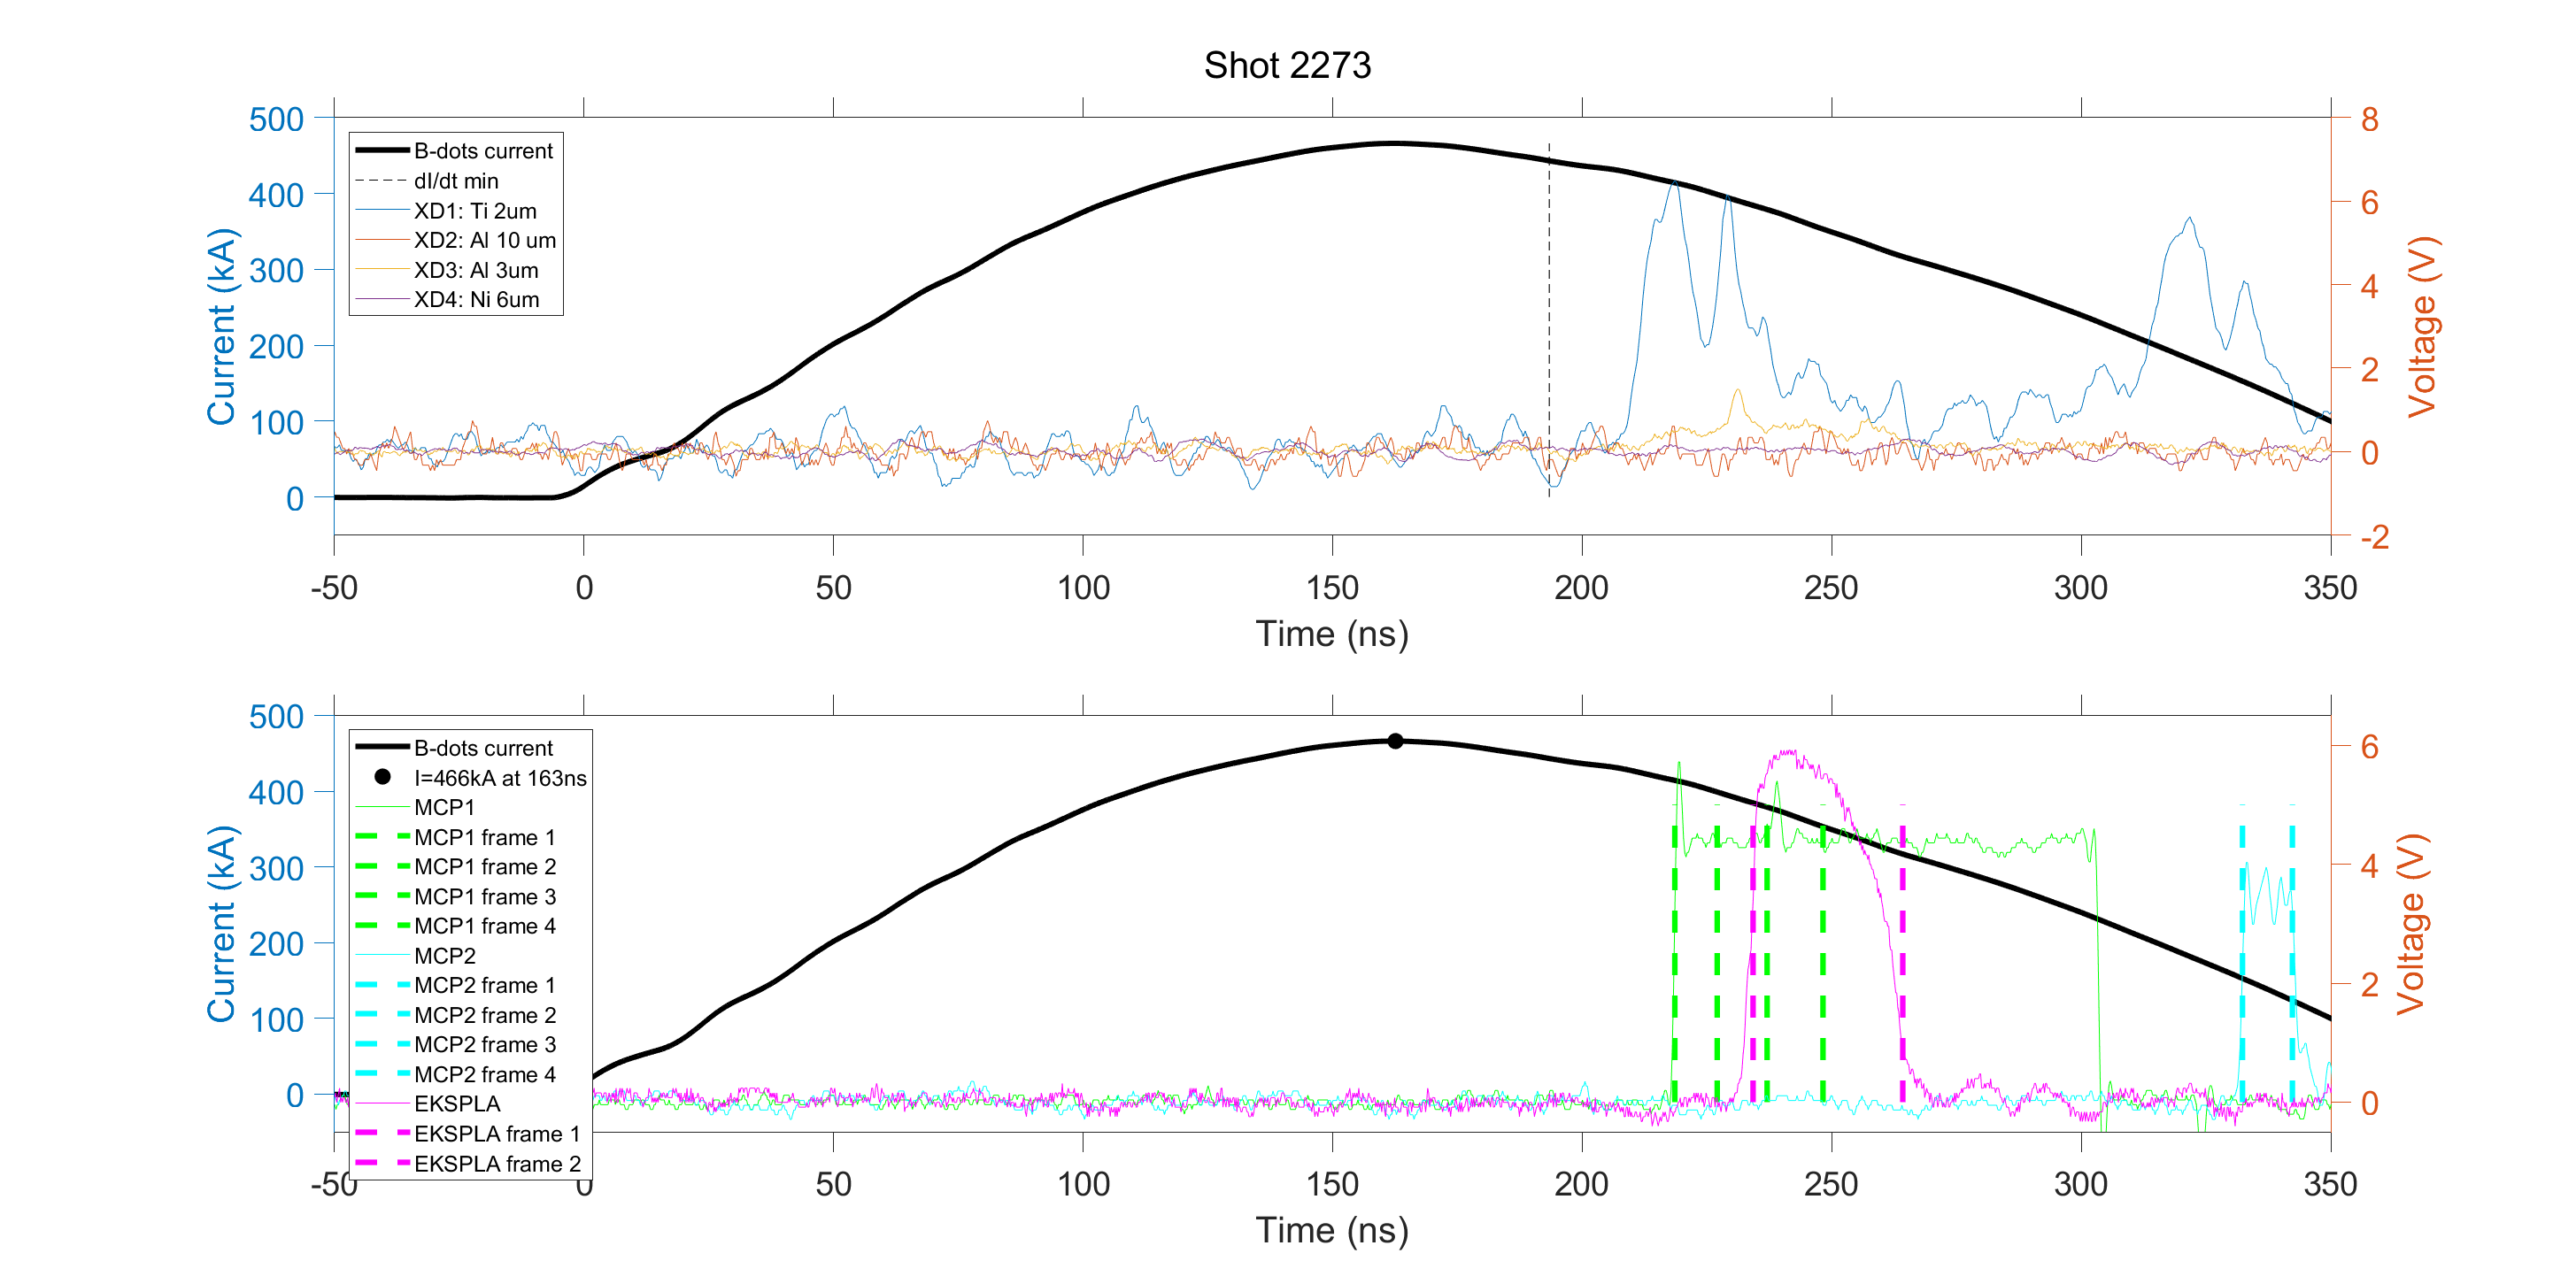 Shot 2273
500
400
300
200
100
0
Current (kA)
8
6
4
2
0
-2
Voltage (V)
B-dots current
dI/dt min
XD1: Ti 2um
XD2: Al 10 um
XD3: Al 3um
XD4: Ni 6um
-50 0 50 100 150 200 250 300 350
Time (ns)
500
400
300
200
100
0
Current (kA)
6
4
2
0
Voltage (V)
B-dots current
I=466kA at 163ns
MCP1
MCP1 frame 1
MCP1 frame 2
MCP1 frame 3
MCP1 frame 4
MCP2
MCP2 frame 1
MCP2 frame 2
MCP2 frame 3
MCP2 frame 4
EKSPLA
EKSPLA frame 1
EKSPLA frame 2
-50 0 50 100 150 200 250 300 350
Time (ns)